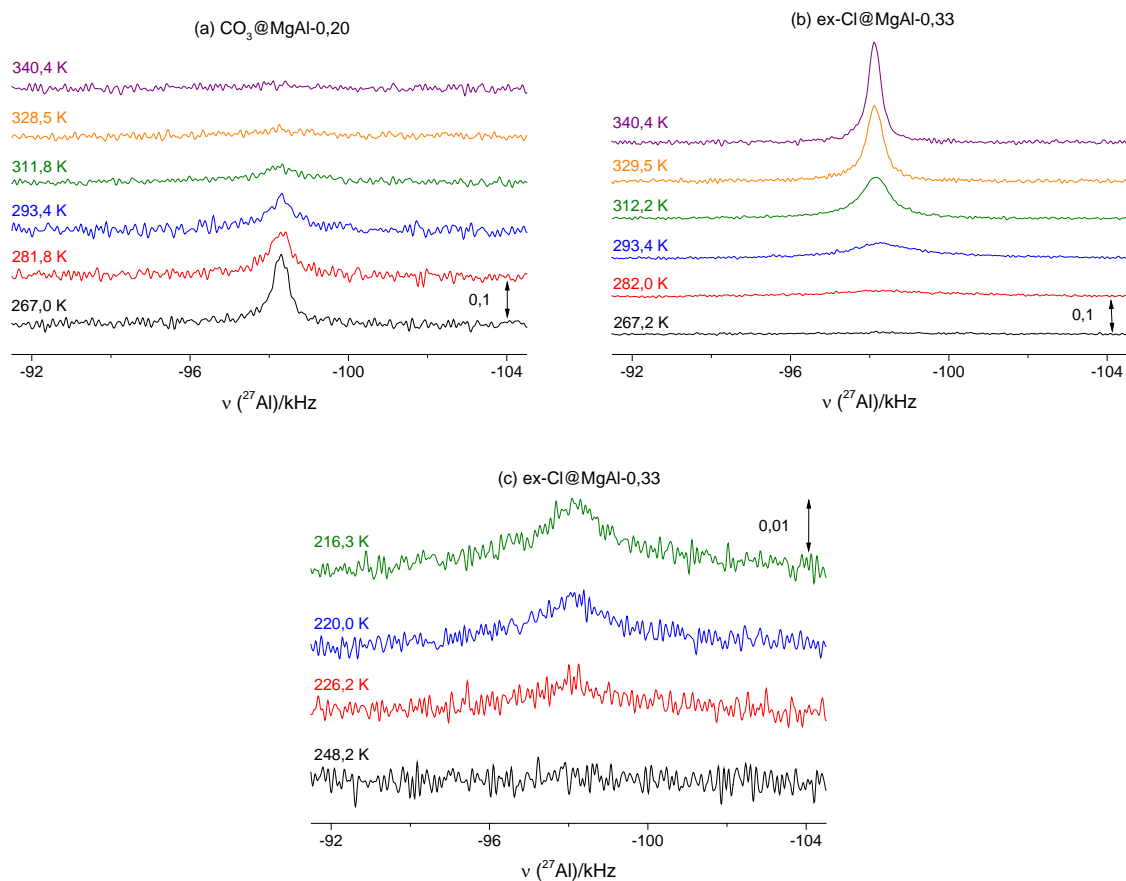 (a) CO₃@MgAl-0,20
340,4 K
328,5 K
311,8 K
293,4 K
281,8 K
267,0 K
0,1
-92 -96 -100 -104
ν (²⁷Al)/kHz
(b) ex-Cl@MgAl-0,33
340,4 K
329,5 K
312,2 K
293,4 K
282,0 K
267,2 K
0,1
-92 -96 -100 -104
ν (²⁷Al)/kHz
(c) ex-Cl@MgAl-0,33
216,3 K
0,01
220,0 K
226,2 K
248,2 K
-92 -96 -100 -104
ν (²⁷Al)/kHz